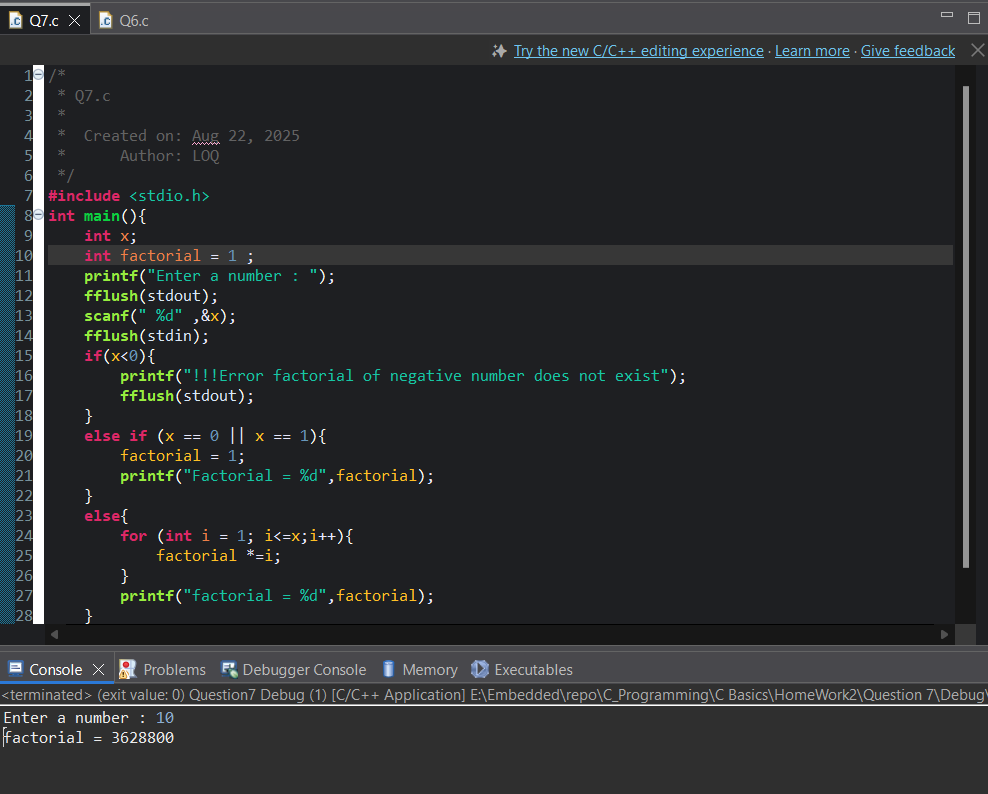 Q7.c Q6.c
Try the new C/C++ editing experience · Learn more · Give feedback
1 /*
2  * Q7.c
3  *
4  *  Created on: Aug 22, 2025
5  *      Author: LOQ
6  */
7 #include <stdio.h>
8 int main(){
9     int x;
10     int factorial = 1 ;
11     printf("Enter a number : ");
12     fflush(stdout);
13     scanf(" %d" ,&x);
14     fflush(stdin);
15     if(x<0){
16         printf("!!!Error factorial of negative number does not exist");
17         fflush(stdout);
18     }
19     else if (x == 0 || x == 1){
20         factorial = 1;
21         printf("Factorial = %d",factorial);
22     }
23     else{
24         for (int i = 1; i<=x;i++){
25             factorial *=i;
26         }
27         printf("factorial = %d",factorial);
28     }
Console Problems Debugger Console Memory Executables
<terminated> (exit value: 0) Question7 Debug (1) [C/C++ Application] E:\Embedded\repo\C_Programming\C Basics\HomeWork2\Question 7\Debug\
Enter a number : 10
factorial = 3628800